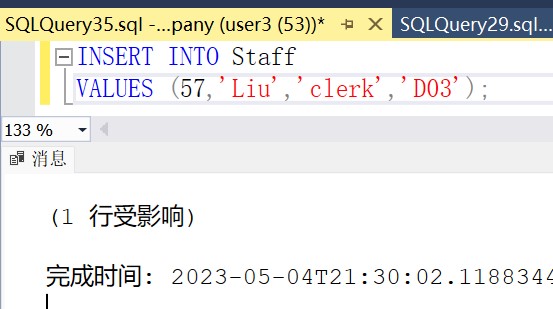 SQLQuery35.sql -...pany (user3 (53))* SQLQuery29.sql...
INSERT INTO Staff
VALUES (57,'Liu','clerk','D03');
133 %
消息
(1 行受影响)
完成时间: 2023-05-04T21:30:02.1188344